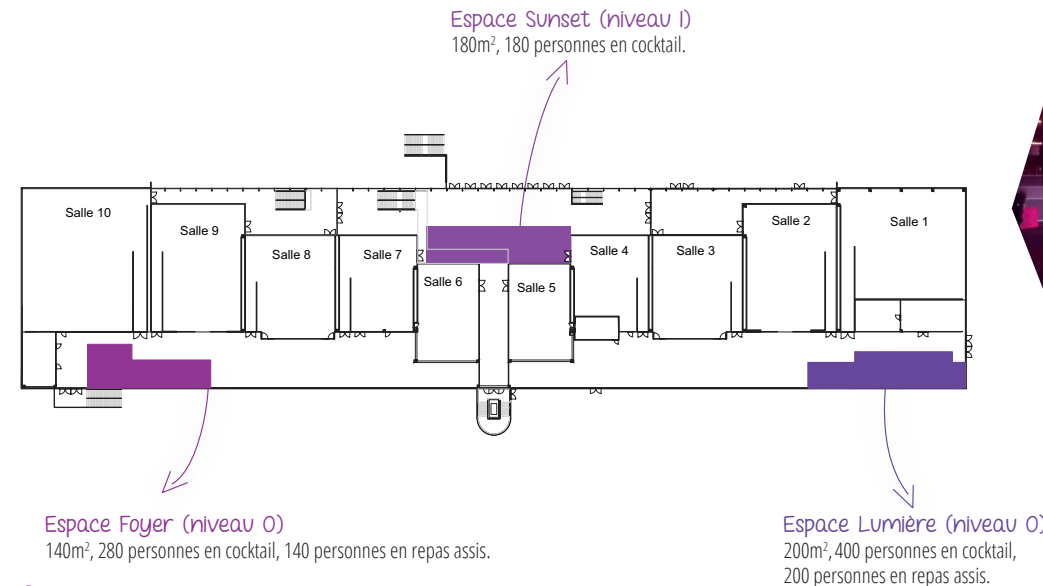 Espace Sunset (niveau 1)
180m², 180 personnes en cocktail.
Salle 10
Salle 9
Salle 8
Salle 7
Salle 6
Salle 5
Salle 4
Salle 3
Salle 2
Salle 1
Espace Foyer (niveau 0)
140m², 280 personnes en cocktail, 140 personnes en repas assis.
Espace Lumière (niveau 0)
200m², 400 personnes en cocktail,
200 personnes en repas assis.